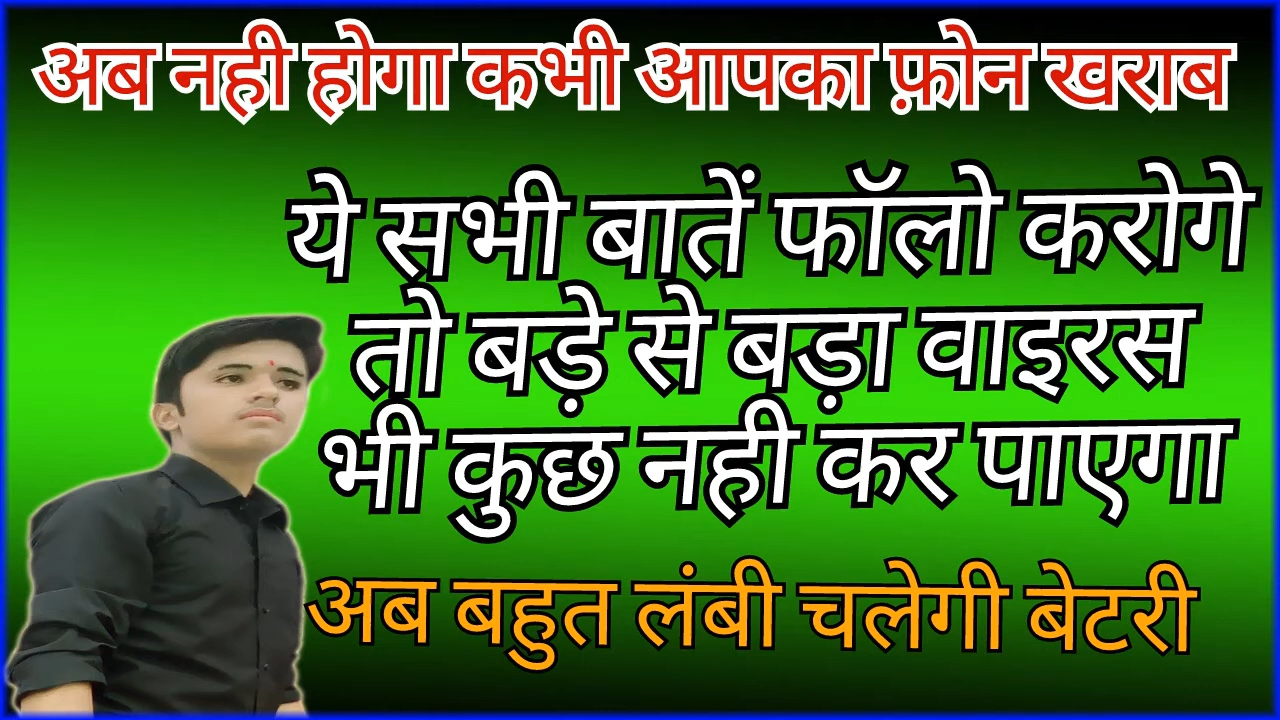 अब नही होगा कभी आपका फ़ोन खराब
ये सभी बातें फॉलो करोगे
तो बड़े से बड़ा वाइरस
भी कुछ नही कर पाएगा
अब बहुत लंबी चलेगी बेटरी